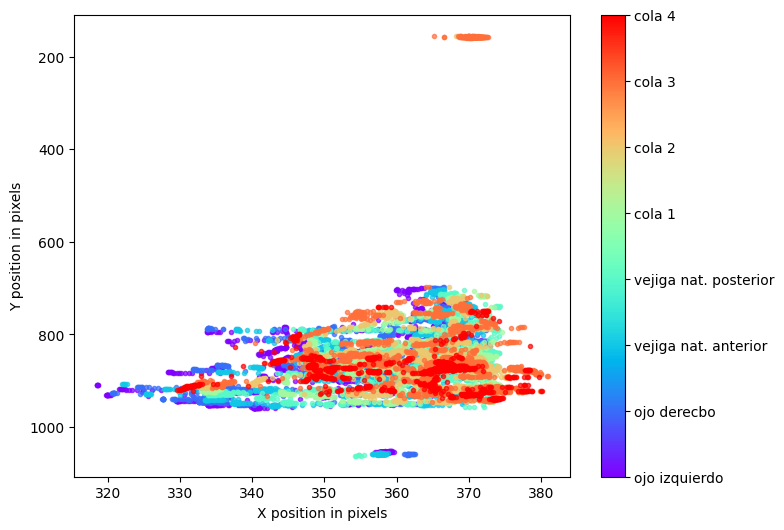 200
400
600
800
1000
Y position in pixels
320 330 340 350 360 370 380
X position in pixels
cola 4
cola 3
cola 2
cola 1
vejiga nat. posterior
vejiga nat. anterior
ojo derecbo
ojo izquierdo